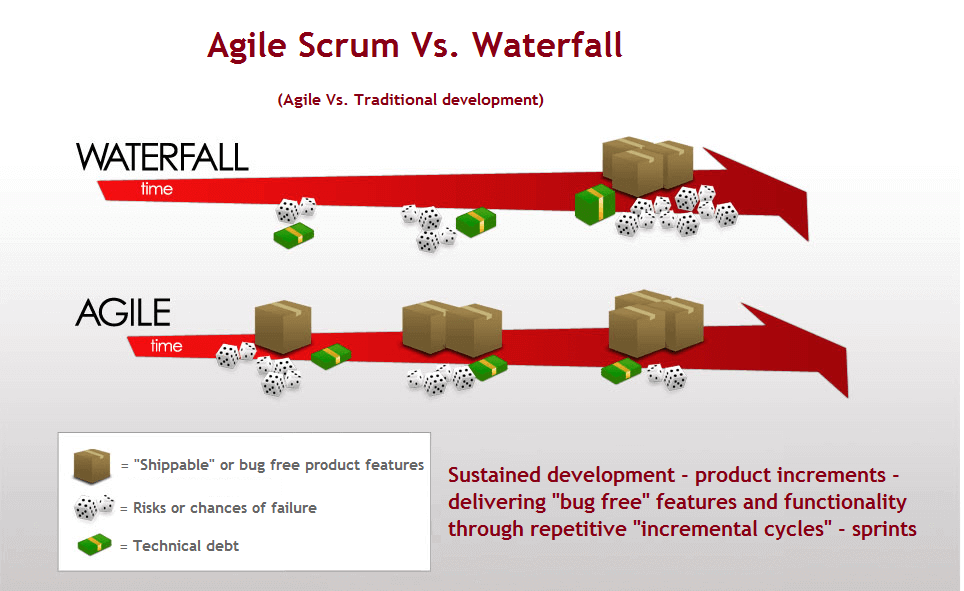 Agile Scrum Vs. Waterfall
(Agile Vs. Traditional development)
WATERFALL
time
AGILE
time
= "Shippable" or bug free product features
= Risks or chances of failure
= Technical debt
Sustained development - product increments -
delivering "bug free" features and functionality
through repetitive "incremental cycles" - sprints